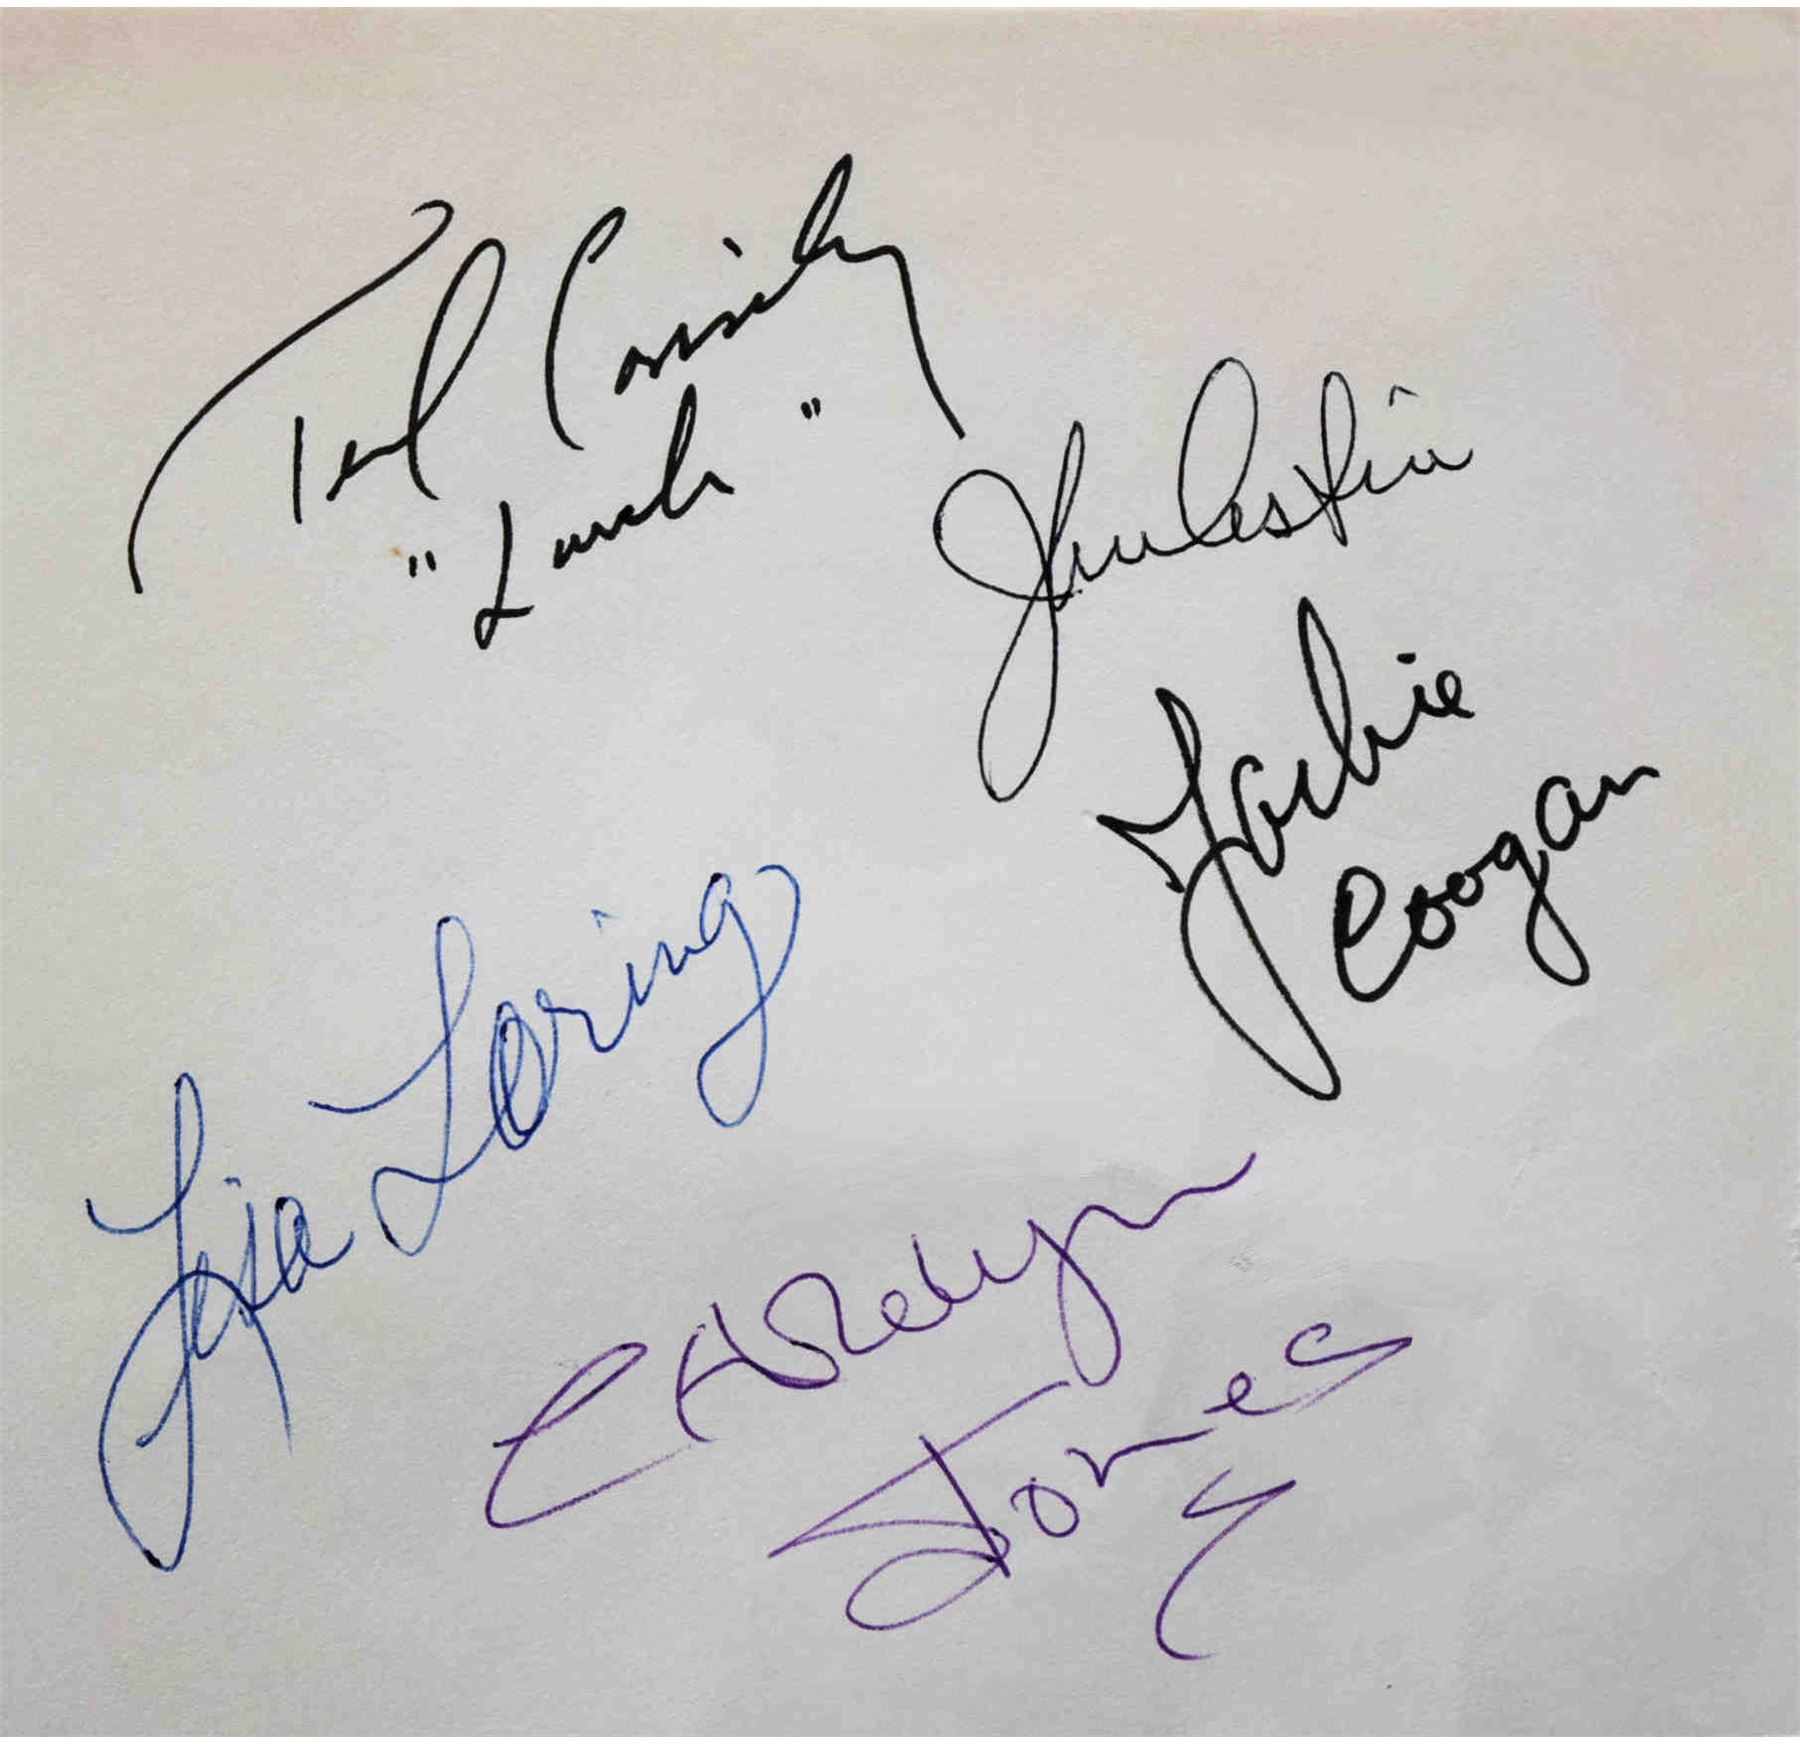 Ted Cassidy
"Lurch"
John Astin
Jackie
Coogan
Lisa Loring
Carolyn
Jones